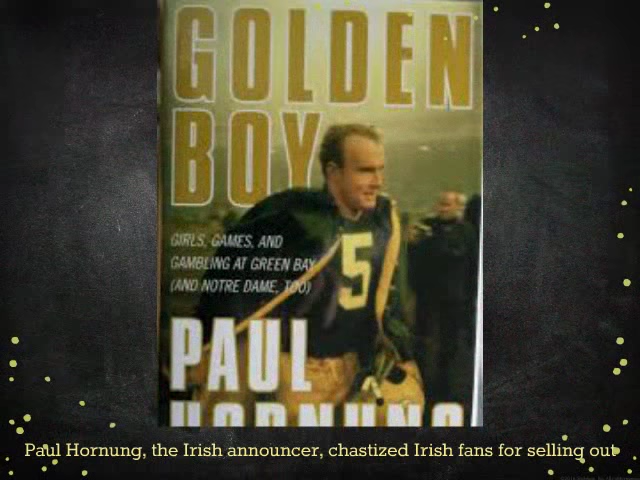 GOLDEN
BOY
GIRLS, GAMES, AND
GAMBLING AT GREEN BAY
(AND NOTRE DAME, TOO)
5
PAUL
HORNUNG
Paul Hornung, the Irish announcer, chastized Irish fans for selling out